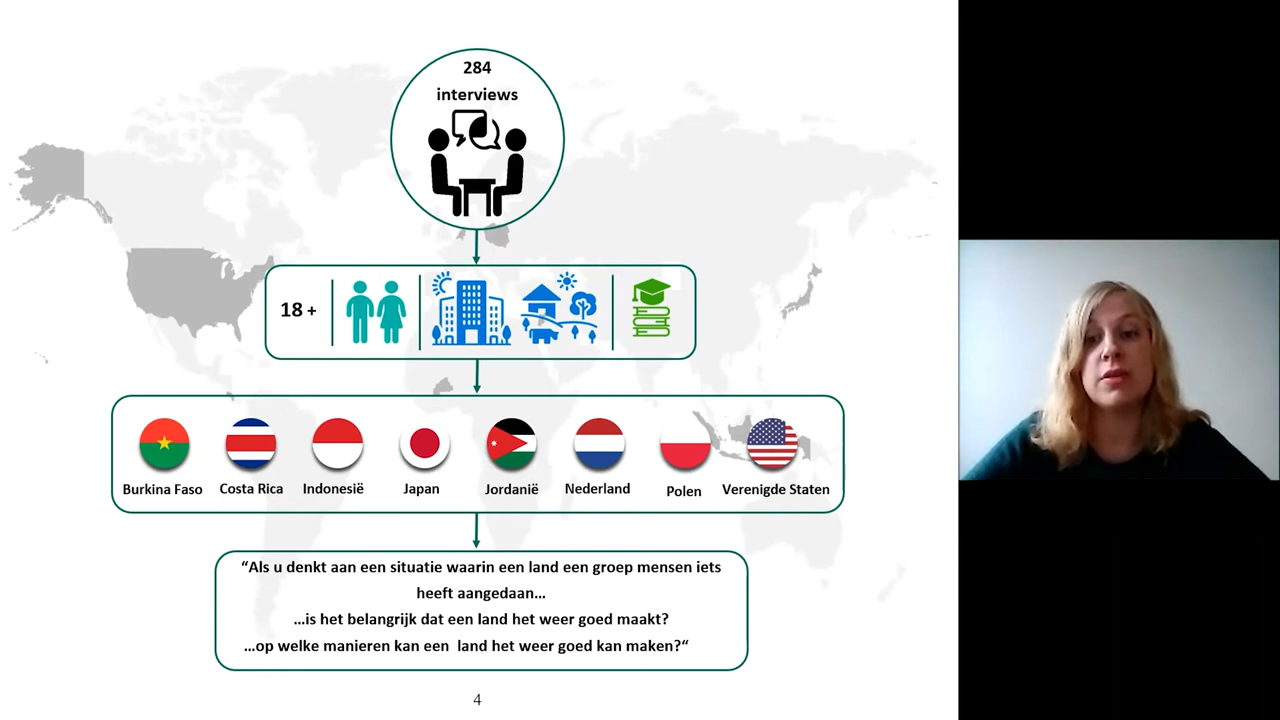 284
interviews
18 +
Burkina Faso
Costa Rica
Indonesië
Japan
Jordanië
Nederland
Polen
Verenigde Staten
“Als u denkt aan een situatie waarin een land een groep mensen iets
heeft aangedaan...
...is het belangrijk dat een land het weer goed maakt?
...op welke manieren kan een  land het weer goed kan maken?“
4